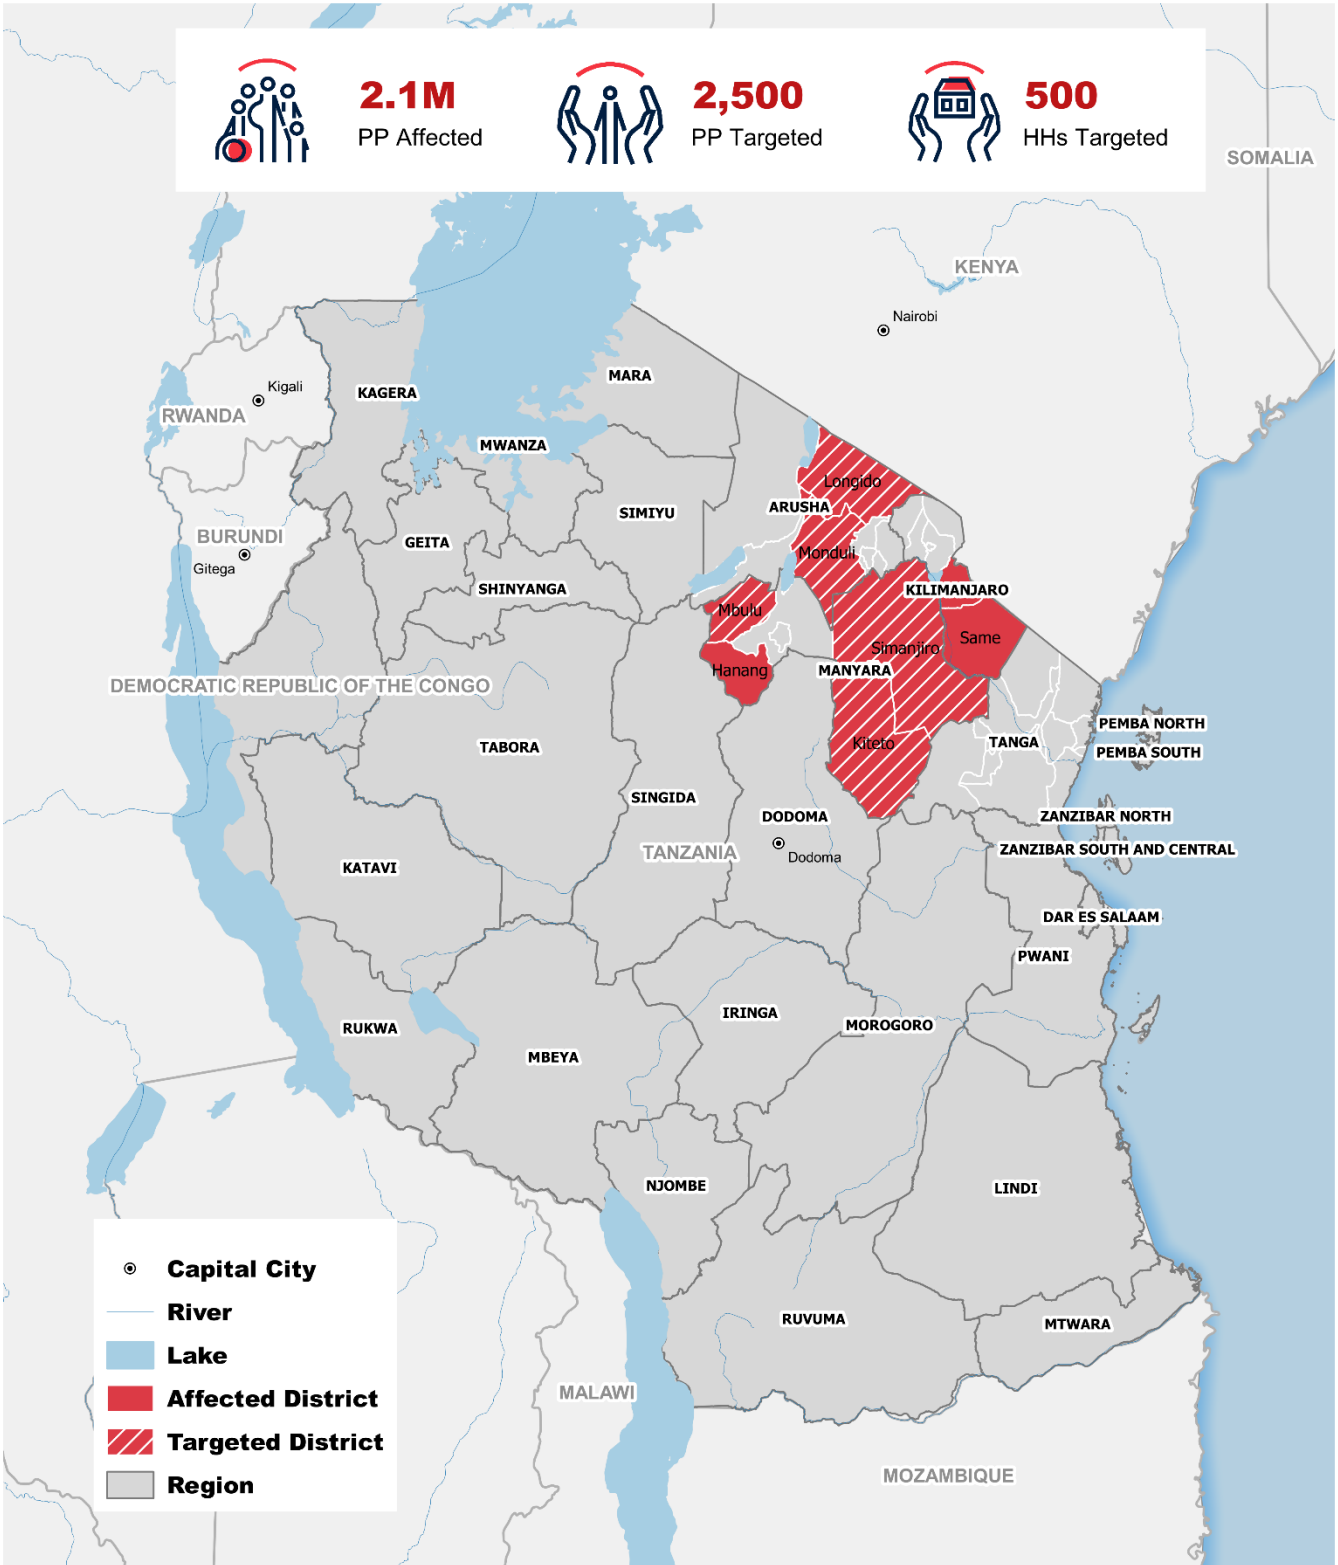 2.1M
PP Affected
2,500
PP Targeted
500
HHs Targeted
SOMALIA
KENYA
Nairobi
MARA
Kigali
KAGERA
RWANDA
MWANZA
Longido
ARUSHA
SIMIYU
BURUNDI
GEITA
Monduli
Gitega
SHINYANGA
KILIMANJARO
Mbulu
Same
Simanjiro
Hanang
MANYARA
DEMOCRATIC REPUBLIC OF THE CONGO
PEMBA NORTH
TANGA
Kiteto
TABORA
PEMBA SOUTH
SINGIDA
DODOMA
ZANZIBAR NORTH
TANZANIA
Dodoma
ZANZIBAR SOUTH AND CENTRAL
KATAVI
DAR ES SALAAM
PWANI
IRINGA
MOROGORO
RUKWA
MBEYA
NJOMBE
LINDI
RUVUMA
MTWARA
MALAWI
MOZAMBIQUE
Capital City
River
Lake
Affected District
Targeted District
Region